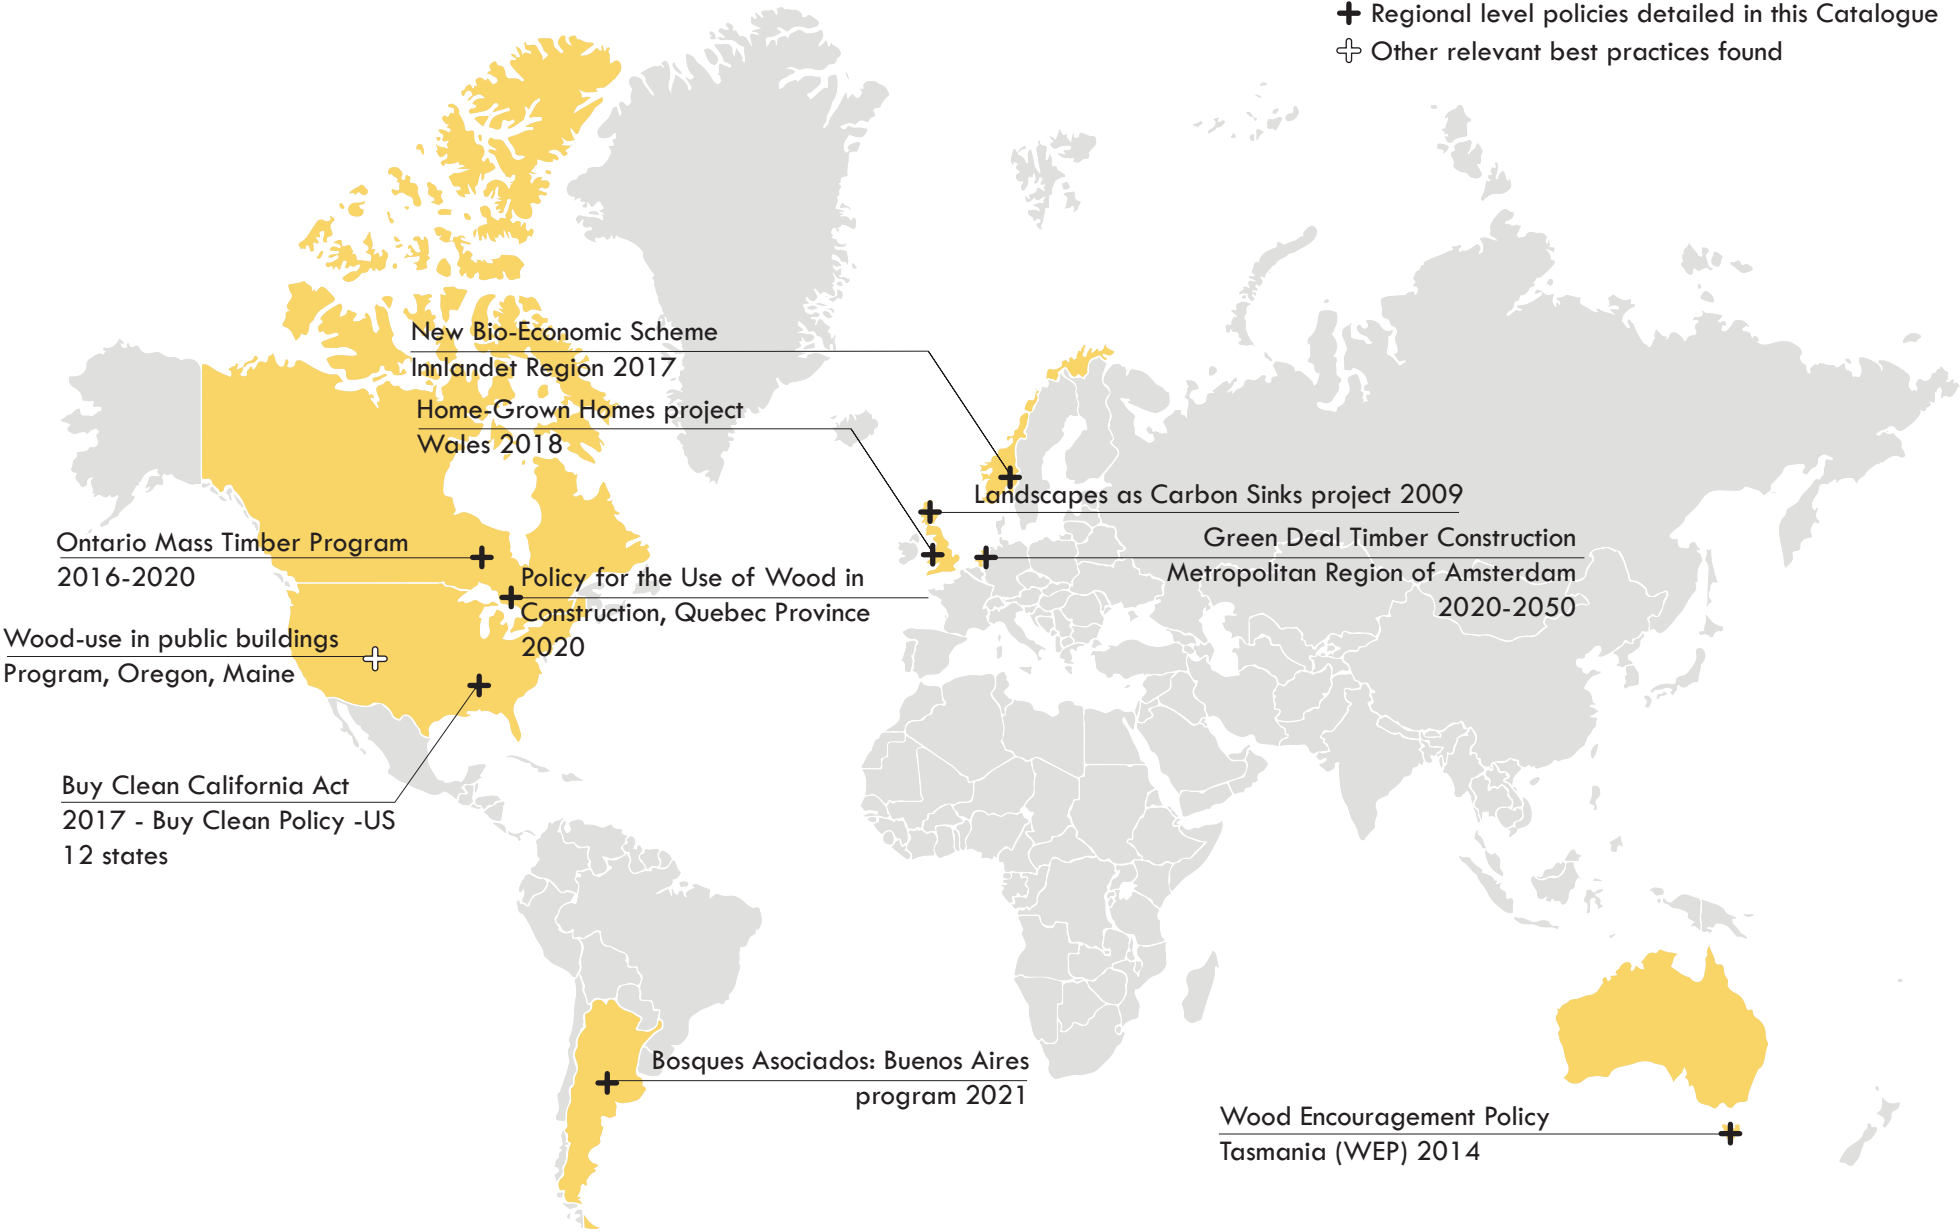 Regional level policies detailed in this Catalogue
Other relevant best practices found
New Bio-Economic Scheme
Innlandet Region 2017
Home-Grown Homes project
Wales 2018
Landscapes as Carbon Sinks project 2009
Green Deal Timber Construction
Metropolitan Region of Amsterdam
2020-2050
Ontario Mass Timber Program
2016-2020
Policy for the Use of Wood in
Construction, Quebec Province
2020
Wood-use in public buildings
Program, Oregon, Maine
Buy Clean California Act
2017 - Buy Clean Policy -US
12 states
Bosques Asociados: Buenos Aires
program 2021
Wood Encouragement Policy
Tasmania (WEP) 2014